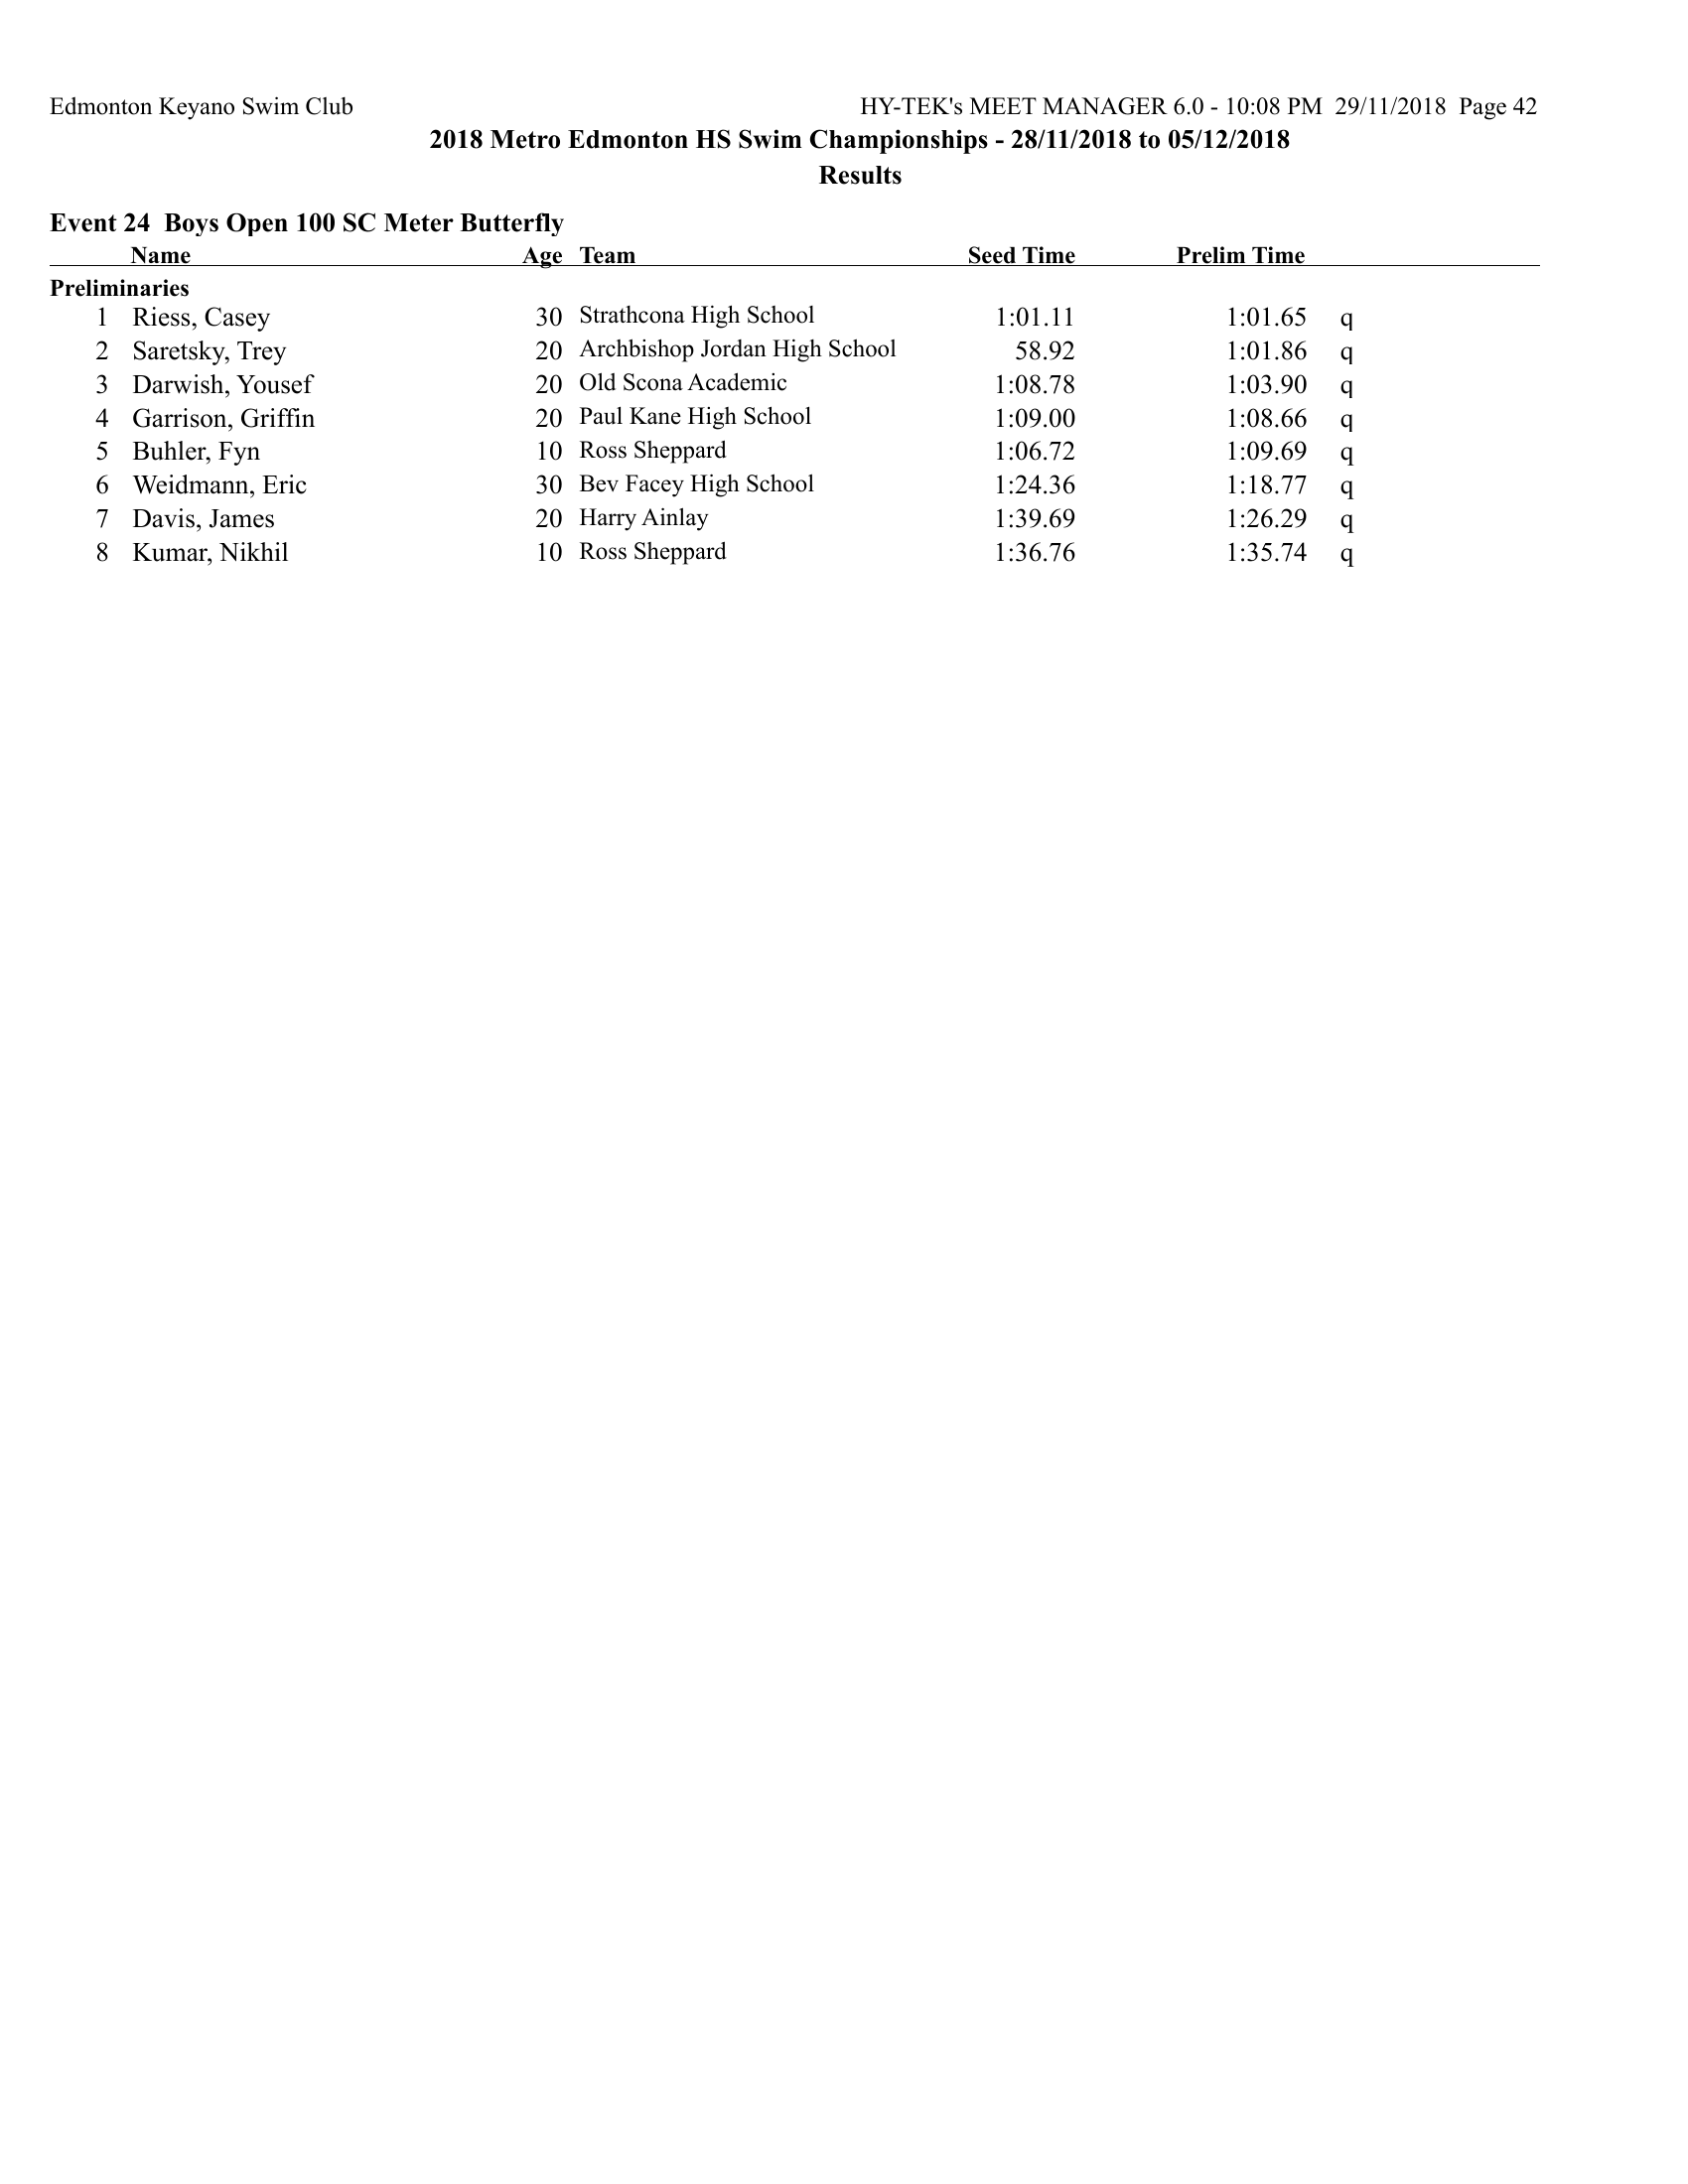 Edmonton Keyano Swim Club HY-TEK's MEET MANAGER 6.0 - 10:08 PM 29/11/2018 Page 42
2018 Metro Edmonton HS Swim Championships - 28/11/2018 to 05/12/2018
Results
Event 24 Boys Open 100 SC Meter Butterfly
Name Age Team Seed Time Prelim Time
Preliminaries
1 Riess, Casey 30 Strathcona High School 1:01.11 1:01.65 q
2 Saretsky, Trey 20 Archbishop Jordan High School 58.92 1:01.86 q
3 Darwish, Yousef 20 Old Scona Academic 1:08.78 1:03.90 q
4 Garrison, Griffin 20 Paul Kane High School 1:09.00 1:08.66 q
5 Buhler, Fyn 10 Ross Sheppard 1:06.72 1:09.69 q
6 Weidmann, Eric 30 Bev Facey High School 1:24.36 1:18.77 q
7 Davis, James 20 Harry Ainlay 1:39.69 1:26.29 q
8 Kumar, Nikhil 10 Ross Sheppard 1:36.76 1:35.74 q